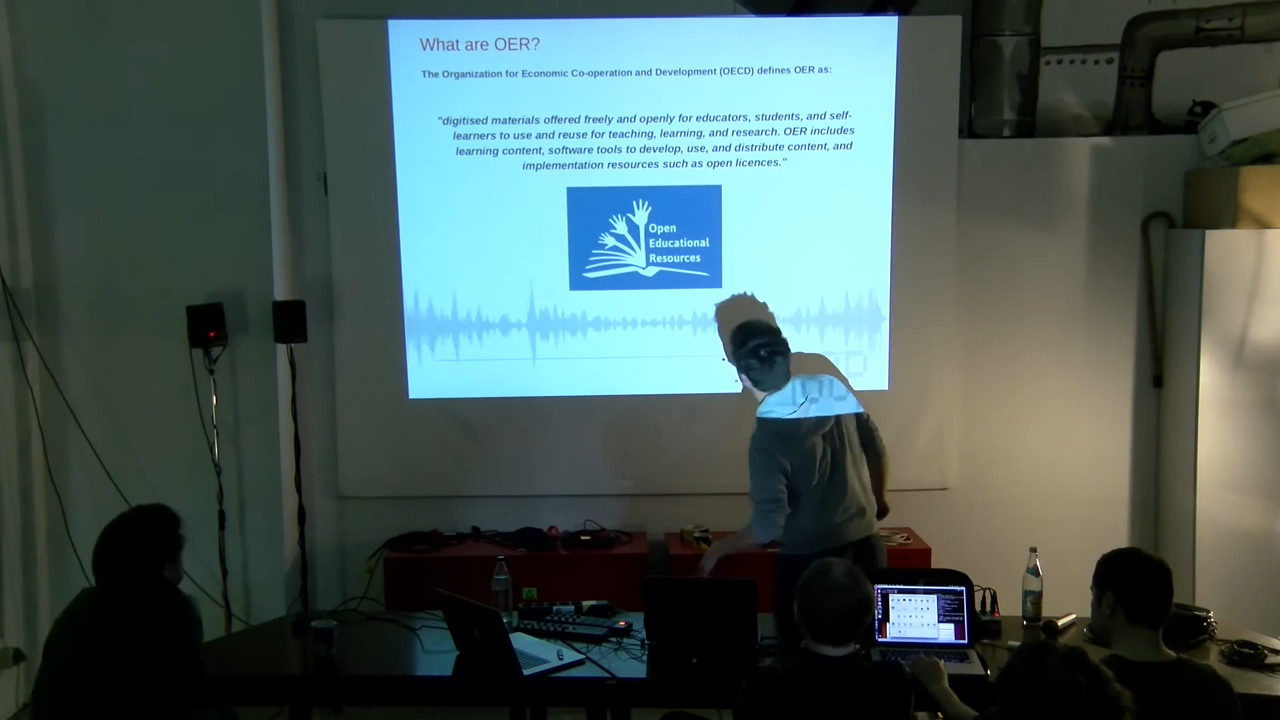 What are OER?
The Organization for Economic Co-operation and Development (OECD) defines OER as:
"digitised materials offered freely and openly for educators, students, and self-
learners to use and reuse for teaching, learning, and research. OER includes
learning content, software tools to develop, use, and distribute content, and
implementation resources such as open licences."
Open
Educational
Resources